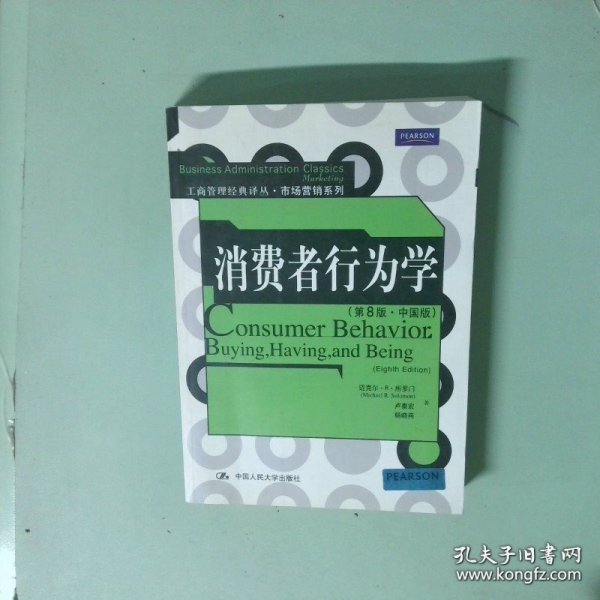 PEARSON
Business Administration Classics
Marketing
工商管理经典译丛·市场营销系列
消费者行为学
(第8版·中国版)
Consumer Behavior
Buying,Having,and Being
(Eighth Edition)
迈克尔·R·所罗门
(Michael R. Solomon)
卢泰宏 著
杨晓燕
PEARSON
中国人民大学出版社
孔夫子旧书网
www.kongfz.com